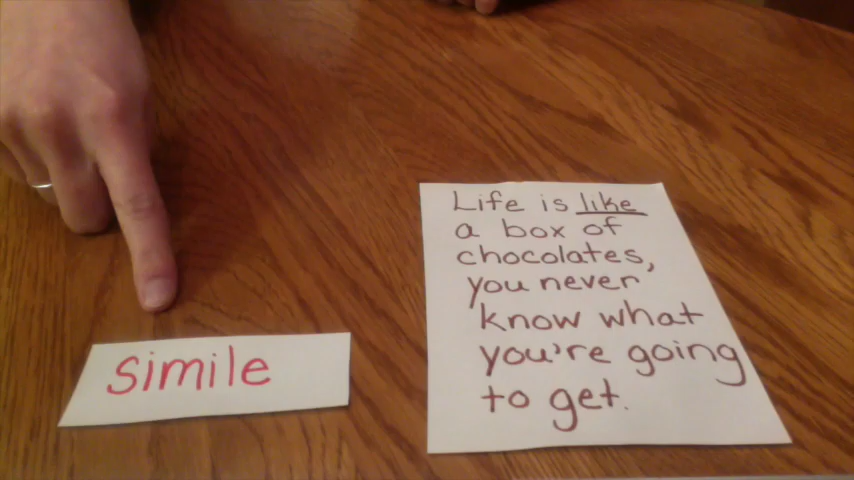 simile
Life is like
a box of
chocolates,
you never
know what
you're going
to get.